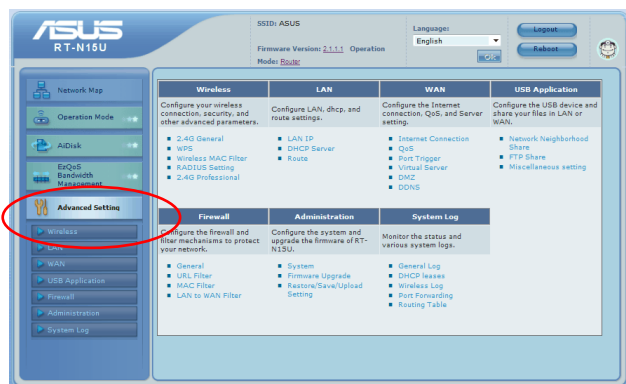 ASUS
RT-N15U
SSID: ASUS
Firmware Version: 2.1.1.1 Operation
Mode: Router
Language:
English
OK
Logout
Reboot
Network Map
Operation Mode
AiDisk
EzQoS
Bandwidth
Management
Advanced Setting
Wireless
LAN
WAN
USB Application
Firewall
Administration
System Log
Wireless
Configure your wireless
connection, security, and
other advanced parameters.
2.4G General
WPS
Wireless MAC Filter
RADIUS Setting
2.4G Professional
LAN
Configure LAN, dhcp, and
route settings.
LAN IP
DHCP Server
Route
WAN
Configure the Internet
connection, QoS, and Server
setting.
Internet Connection
QoS
Port Trigger
Virtual Server
DMZ
DDNS
USB Application
Configure the USB device and
share your files in LAN or
WAN.
Network Neighborhood
Share
FTP Share
Miscellaneous setting
Firewall
Configure the firewall and
filter mechanisms to protect
your network.
General
URL Filter
MAC Filter
LAN to WAN Filter
Administration
Configure the system and
upgrade the firmware of RT-
N15U.
System
Firmware Upgrade
Restore/Save/Upload
Setting
System Log
Monitor the status and
various system logs.
General Log
DHCP leases
Wireless Log
Port Forwarding
Routing Table